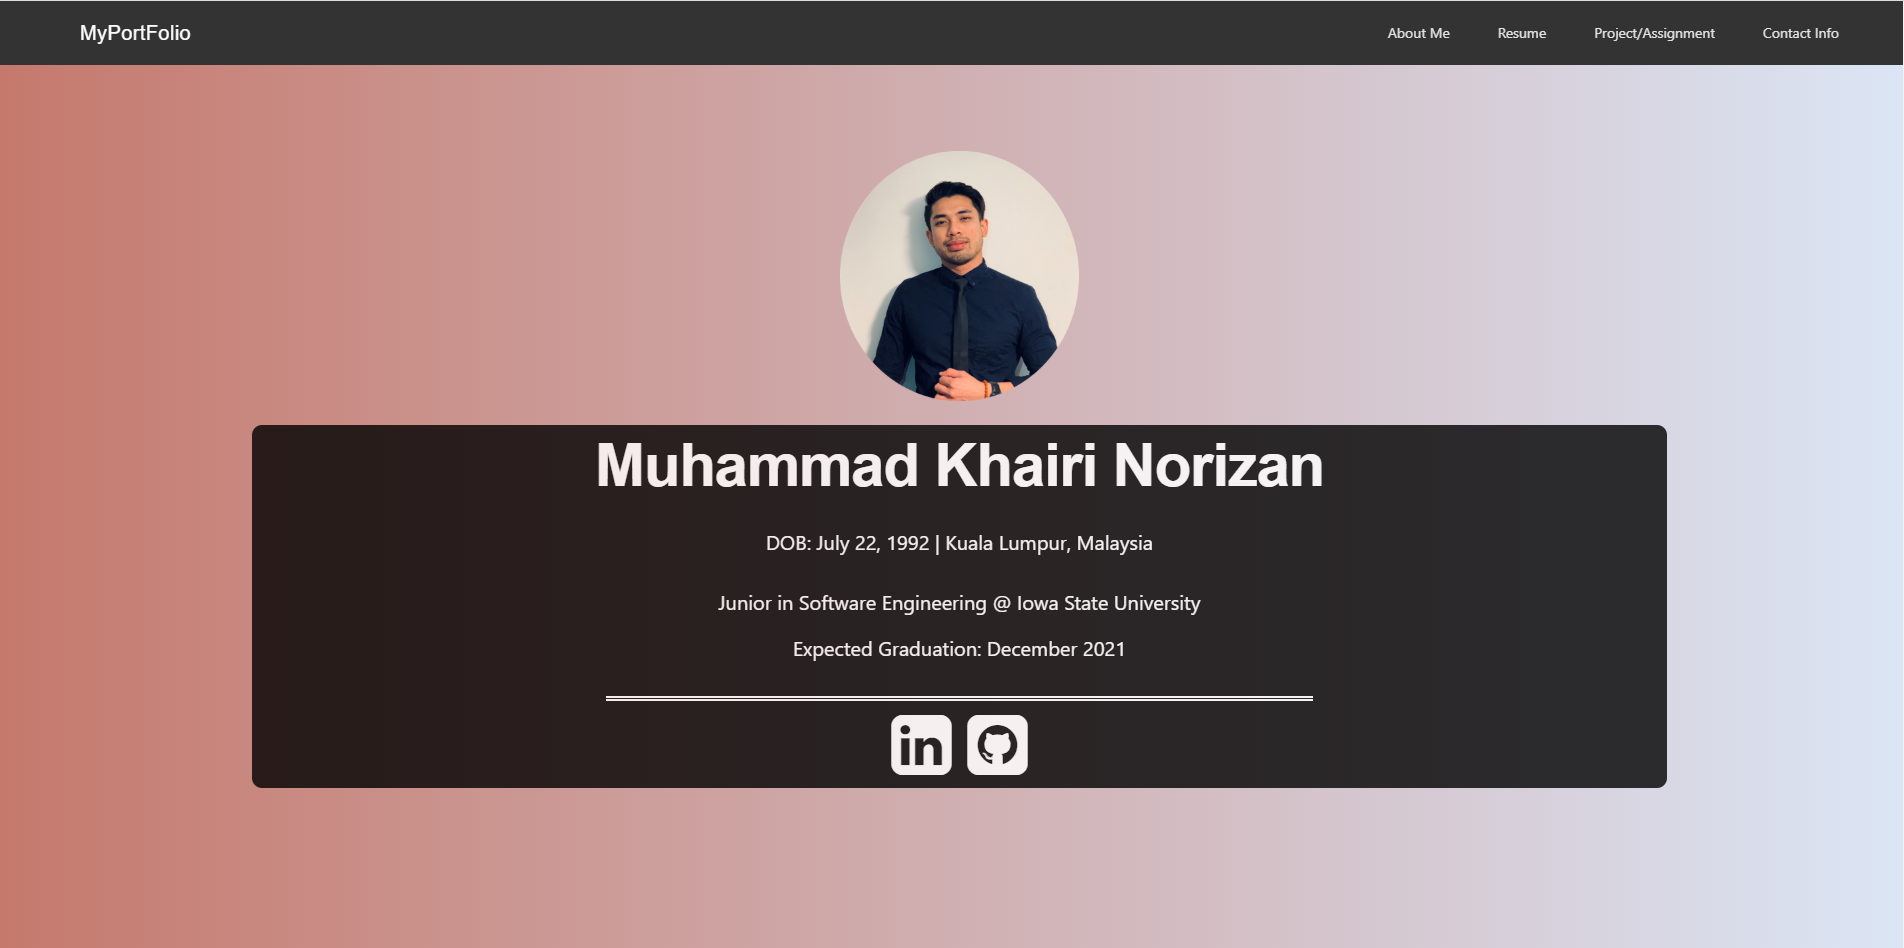 MyPortFolio
About Me
Resume
Project/Assignment
Contact Info
Muhammad Khairi Norizan
DOB: July 22, 1992 | Kuala Lumpur, Malaysia
Junior in Software Engineering @ Iowa State University
Expected Graduation: December 2021
in